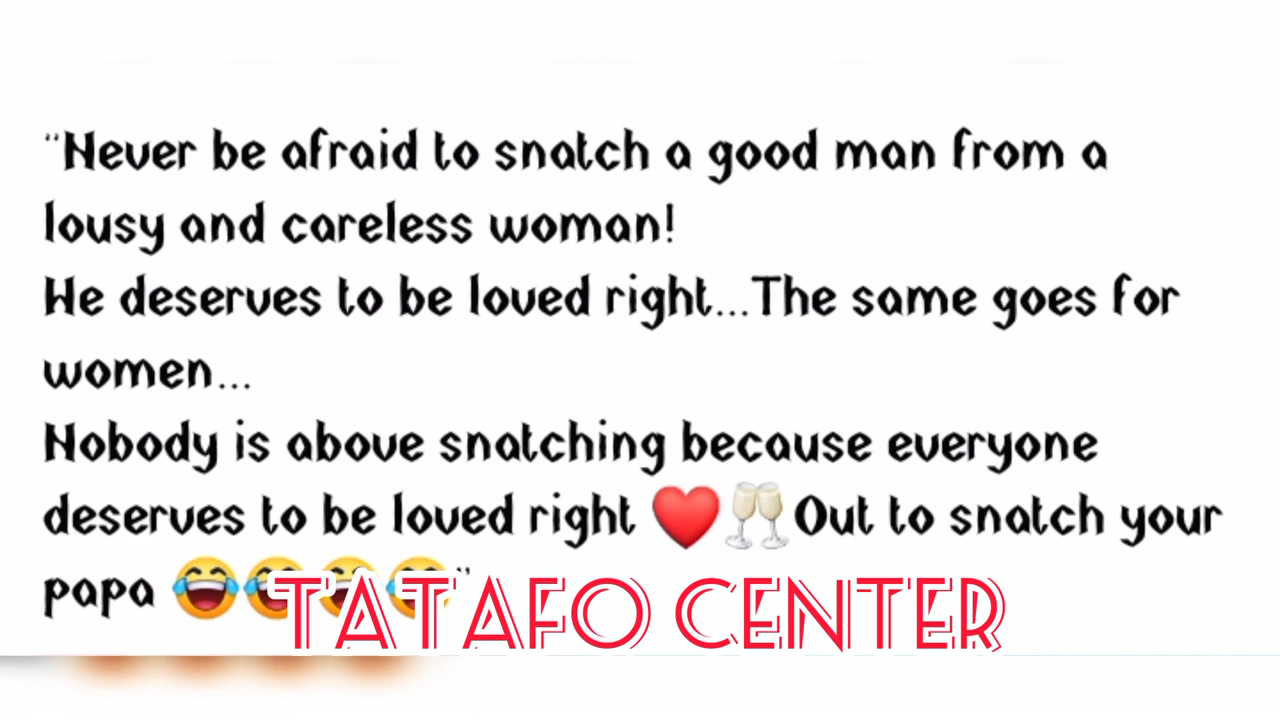 “Never be afraid to snatch a good man from a
lousy and careless woman!
He deserves to be loved right...The same goes for
women...
Nobody is above snatching because everyone
deserves to be loved right ❤️🥂Out to snatch your
papa 😂😂😂😂”
TATAFO CENTER